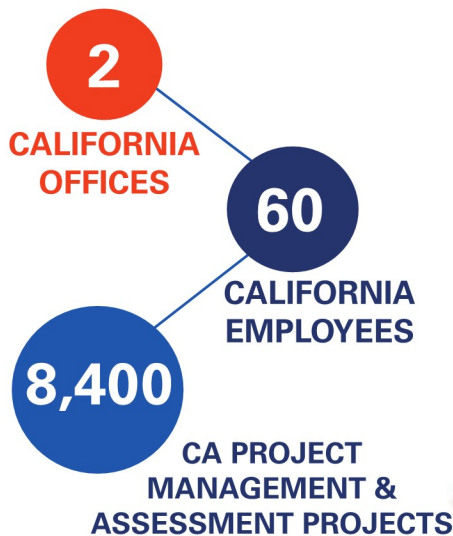 2
CALIFORNIA
OFFICES
60
CALIFORNIA
EMPLOYEES
8,400
CA PROJECT
MANAGEMENT &
ASSESSMENT PROJECTS